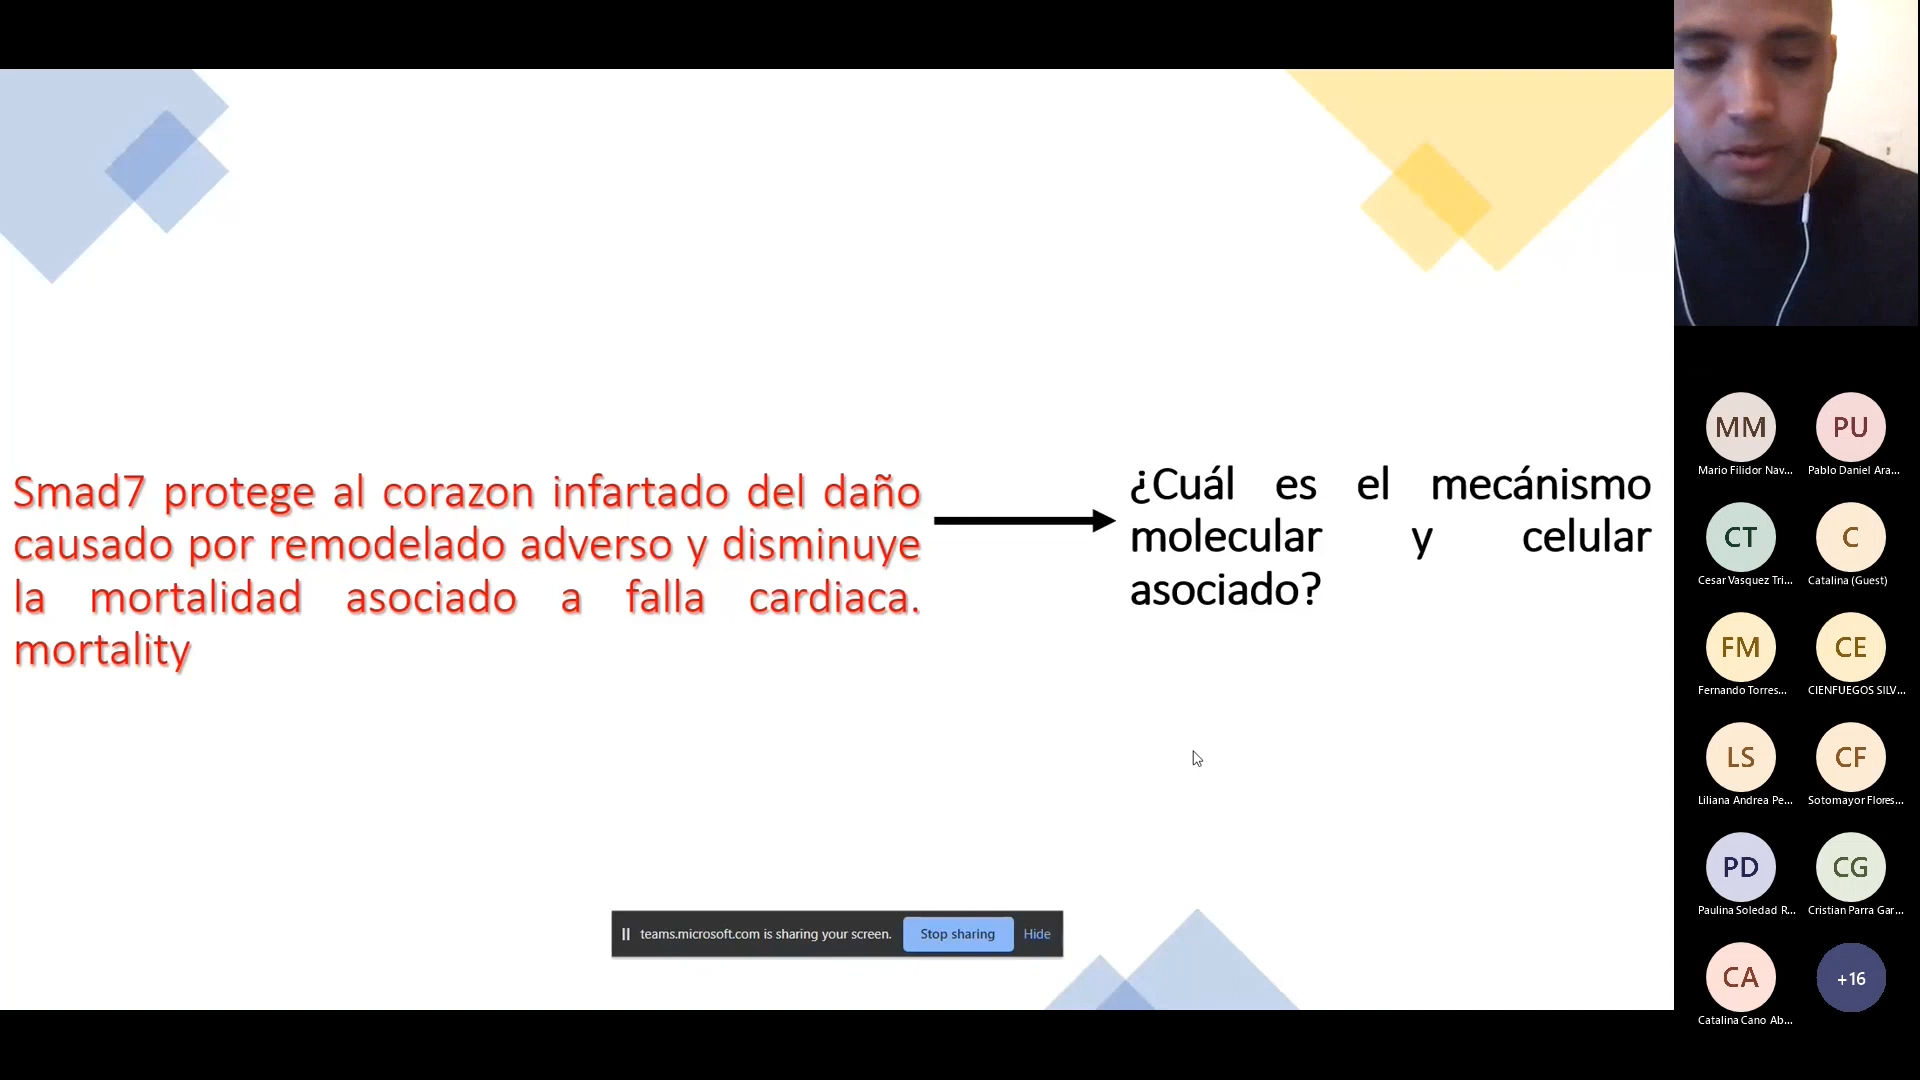 Smad7 protege al corazon infartado del daño
causado por remodelado adverso y disminuye
la mortalidad asociado a falla cardiaca.
mortality
¿Cuál es el mecánismo
molecular y celular
asociado?
teams.microsoft.com is sharing your screen. Stop sharing Hide
MM PU
Mario Filidor Nav... Pablo Daniel Ara...
CT C
Cesar Vasquez Tri... Catalina (Guest)
FM CE
Fernando Torres... CIENFUEGOS SILV...
LS CF
Liliana Andrea Pe... Sotomayor Flores...
PD CG
Paulina Soledad R... Cristian Parra Gar...
CA +16
Catalina Cano Ab...